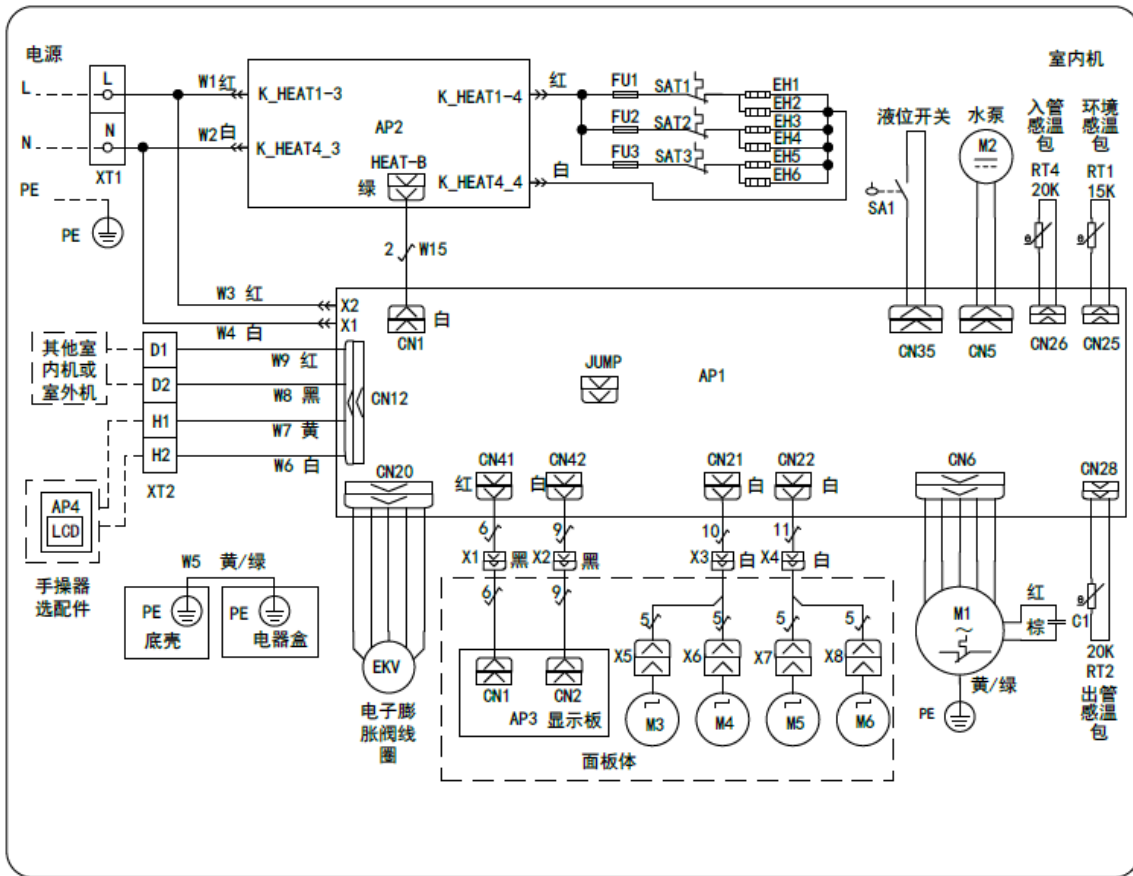 电源
室内机
L
L
W1红
K_HEAT1-3
K_HEAT1-4
红
FU1
SAT1
EH1
EH2
FU2
SAT2
EH3
EH4
FU3
SAT3
EH5
EH6
N
N
W2白
K_HEAT4_3
AP2
HEAT-B
绿
K_HEAT4_4
白
XT1
PE
PE
液位开关
SA1
水泵
M2
入管
感温
包
RT4
20K
环境
感温
包
RT1
15K
e
e
2
W15
W3 红
X2
X1
W4 白
CN1
白
CN35
CN5
CN26
CN25
其他室
内机或
室外机
D1
W9 红
D2
W8 黑
CN12
H1
W7 黄
H2
W6 白
XT2
JUMP
AP1
AP4
LCD
手操器
选配件
CN20
红
CN41
白
CN42
CN21
白
CN22
白
CN6
CN28
6
9
10
11
X1
黑
X2
黑
X3
白
X4
白
6
9
5
5
5
5
X5
X6
X7
X8
W5 黄/绿
PE
底壳
PE
电器盒
EKV
电子膨
胀阀线
圈
CN1
CN2
AP3 显示板
M3
M4
M5
M6
面板体
M1
~
红
棕
C1
黄/绿
PE
e
20K
RT2
出管
感温
包